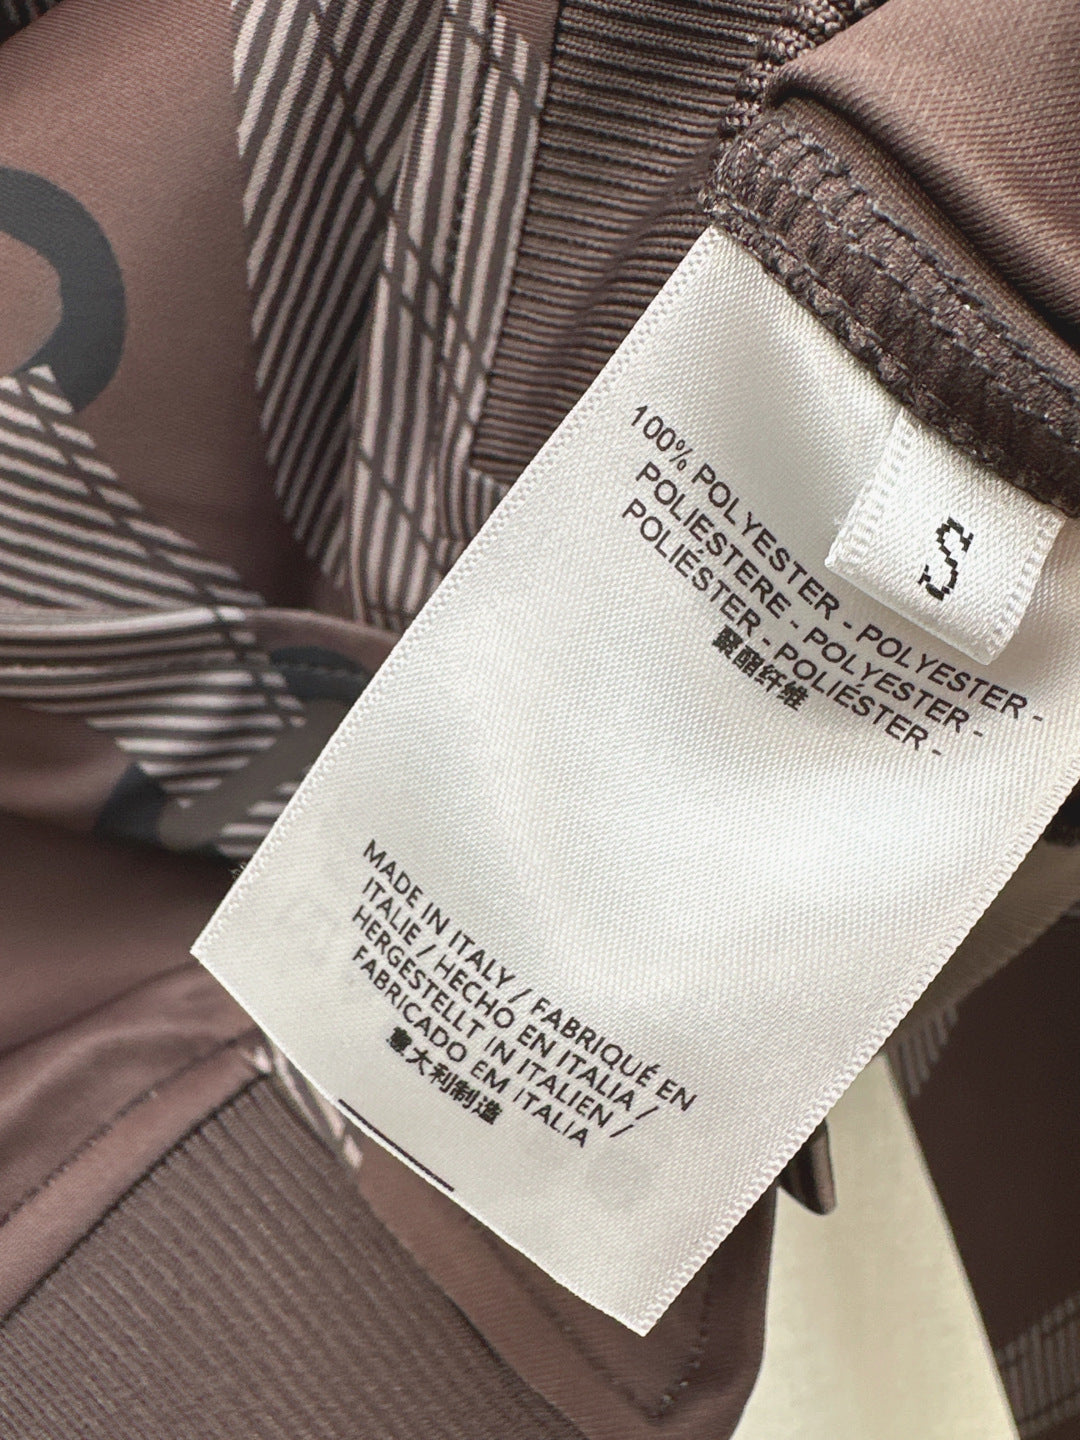 100% POLYESTER - POLYESTER -
POLIESTERE - POLYESTER -
POLIÉSTER - POLIÉSTER -
聚酯纤维
S
MADE IN ITALY / FABRIQUÉ EN
ITALIE / HECHO EN ITALIA /
HERGESTELLT IN ITALIEN /
FABRICADO EM ITALIA
意大利制造